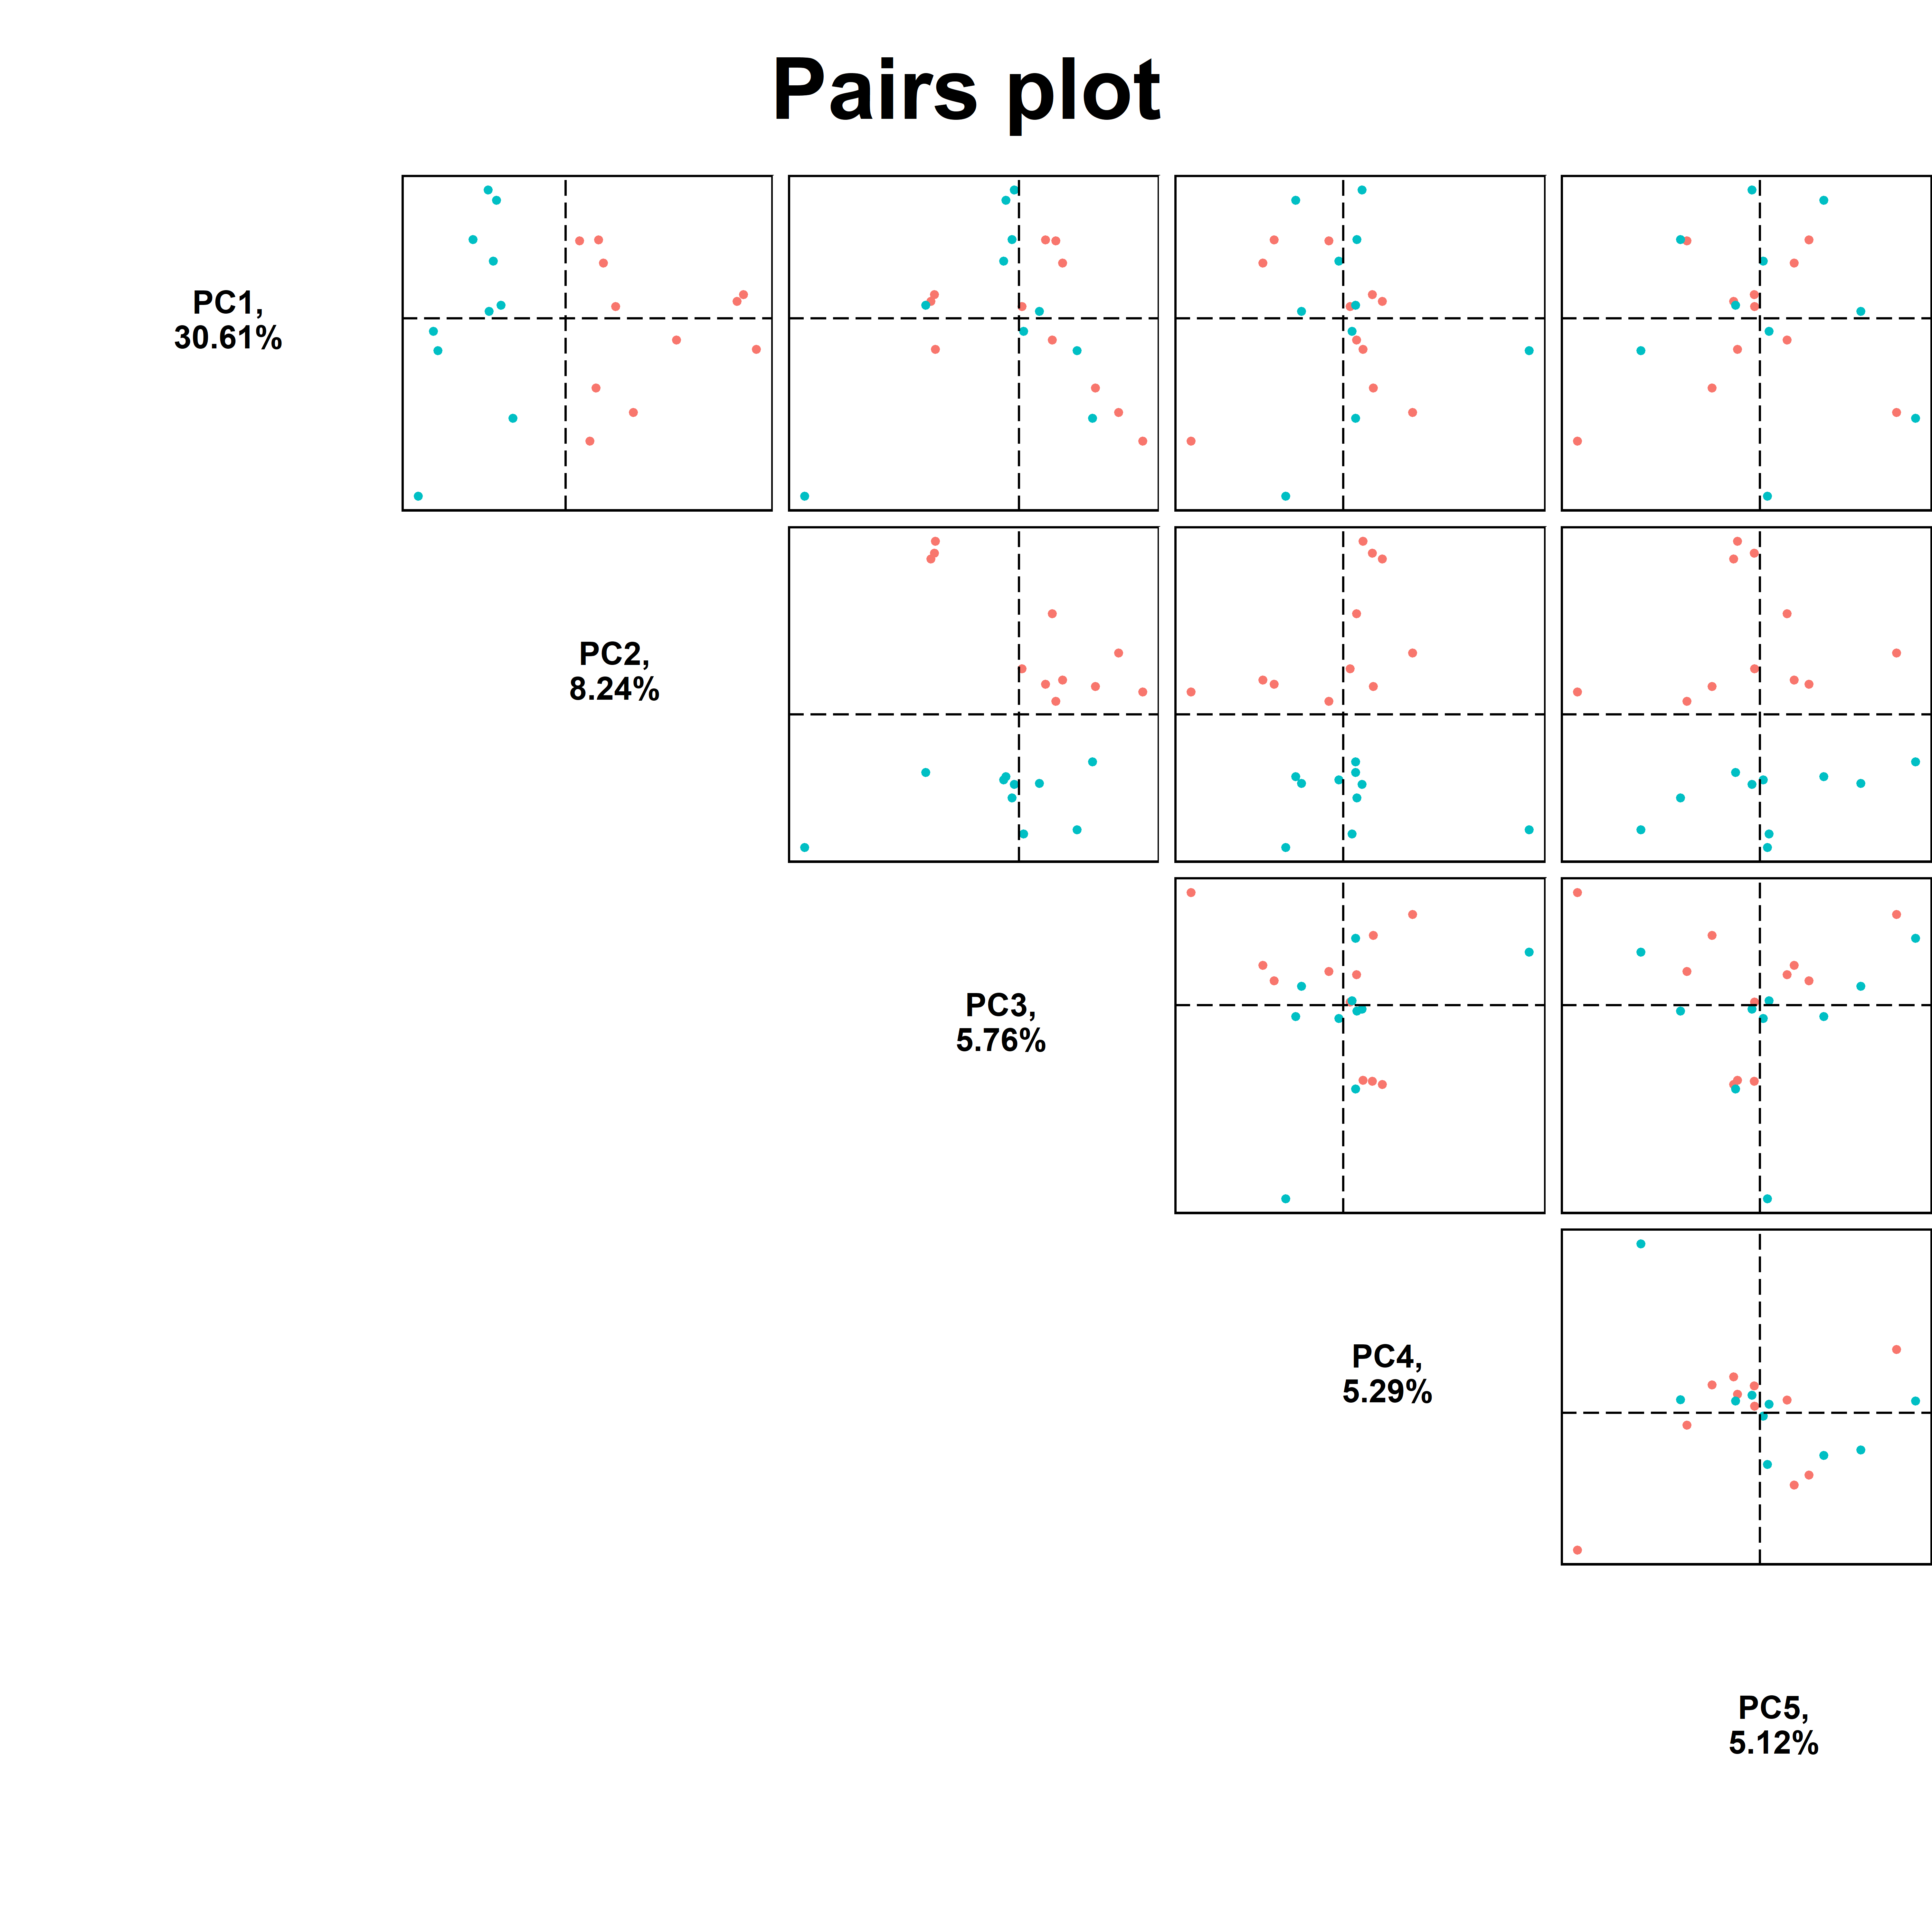 Pairs plot
PC1,
30.61%
PC2,
8.24%
PC3,
5.76%
PC4,
5.29%
PC5,
5.12%